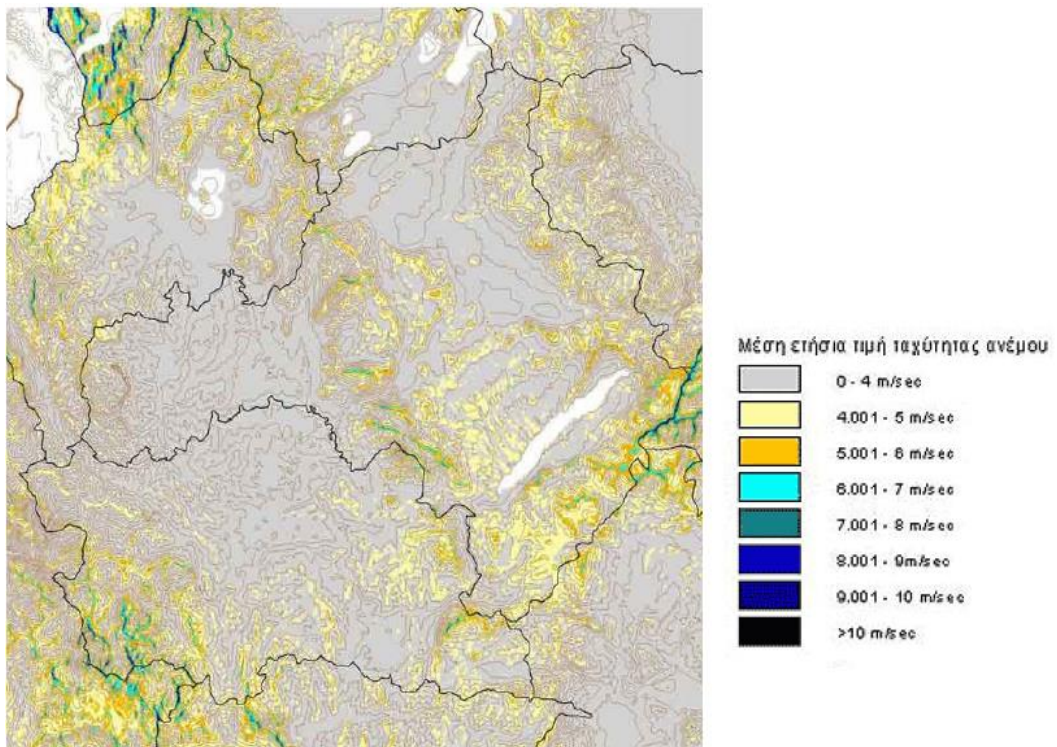 Μέση ετήσια τιμή ταχύτητας ανέμου
0 - 4 m/sec
4.001 - 5 m/sec
5.001 - 6 m/sec
6.001 - 7 m/sec
7.001 - 8 m/sec
8.001 - 9m/sec
9.001 - 10 m/sec
>10 m/sec